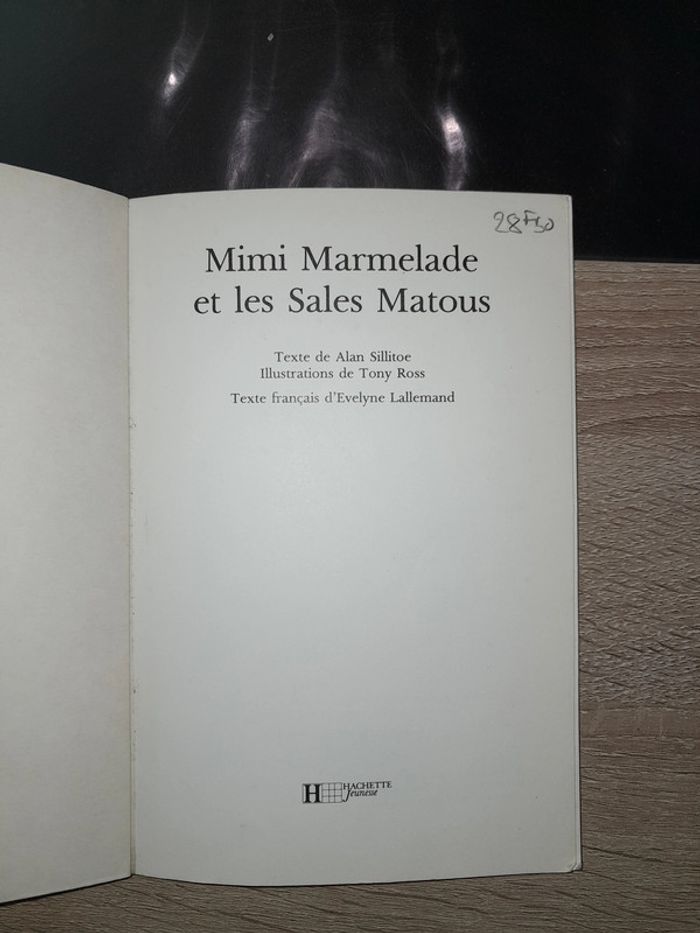 28F50
Mimi Marmelade
et les Sales Matous
Texte de Alan Sillitoe
Illustrations de Tony Ross
Texte français d'Evelyne Lallemand
H HACHETTE
Jeunesse